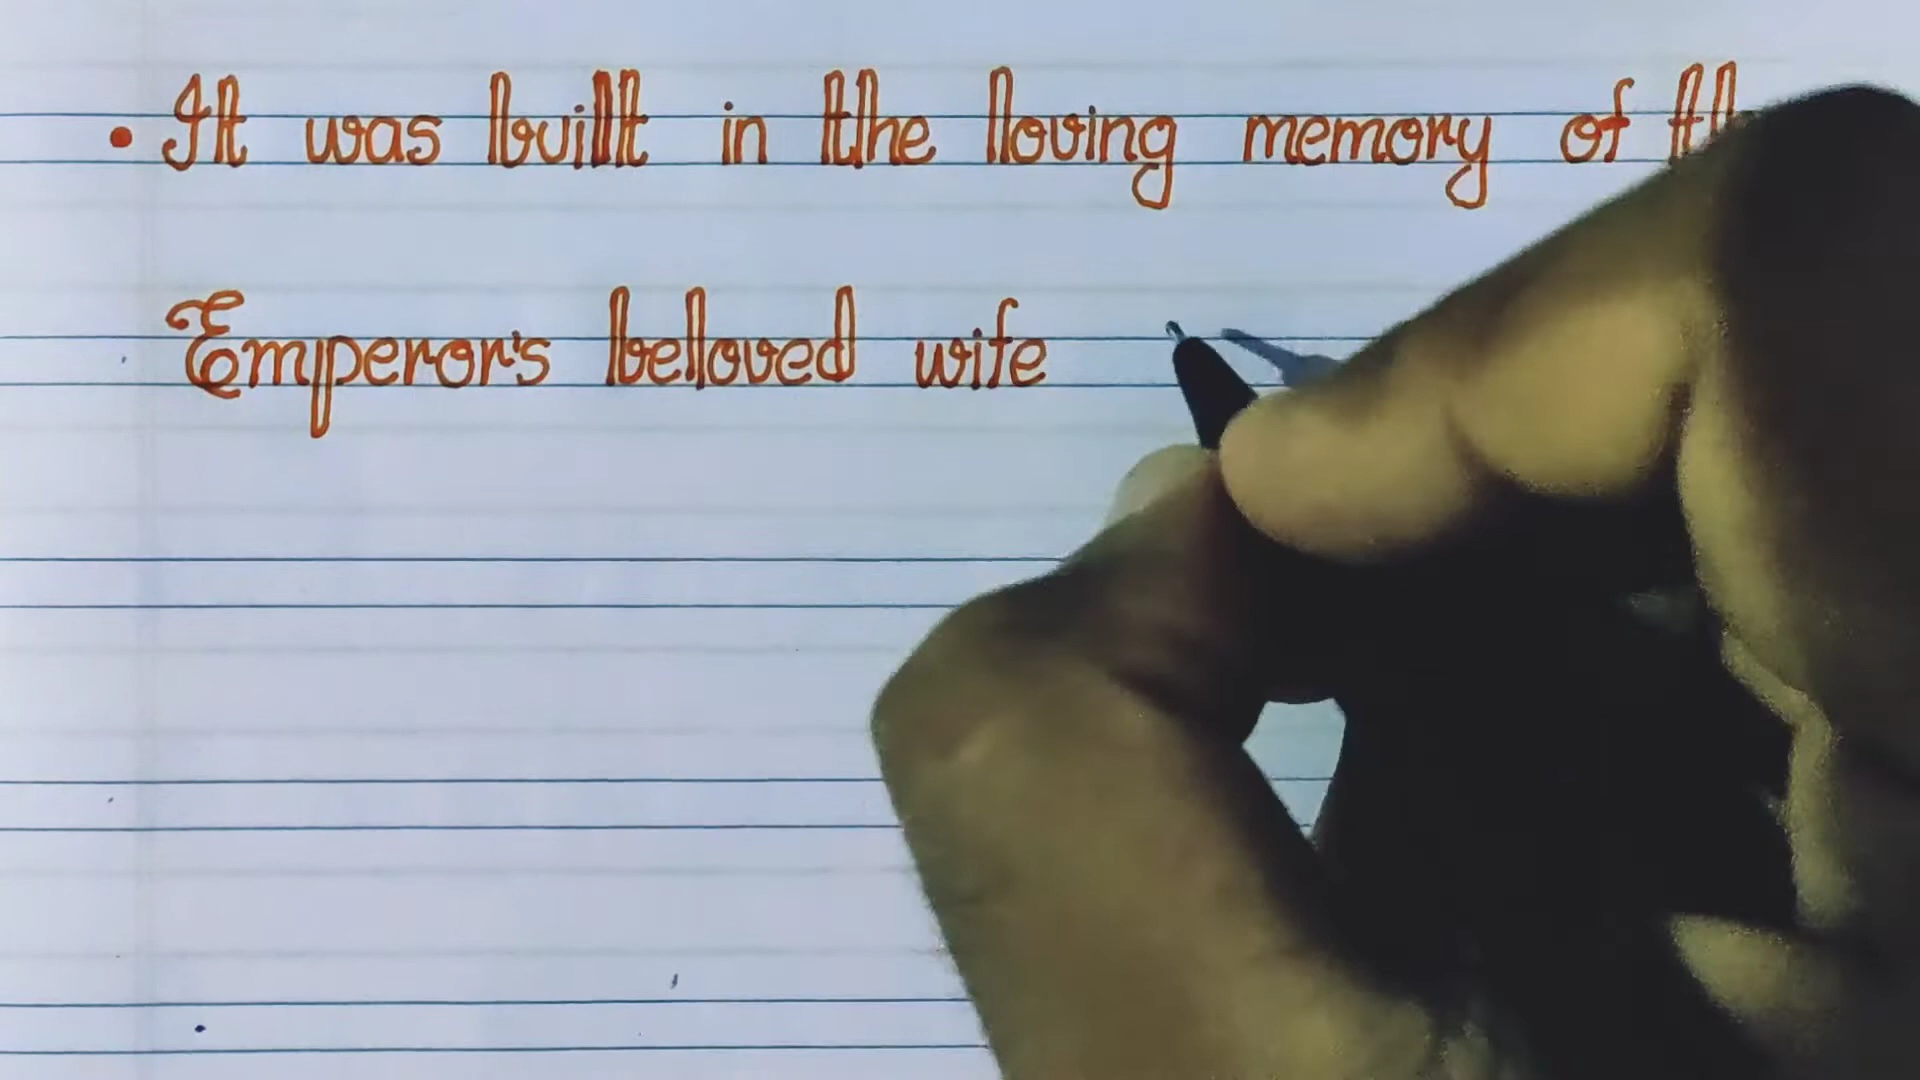 • It was built in the loving memory of
Emperor's beloved wife